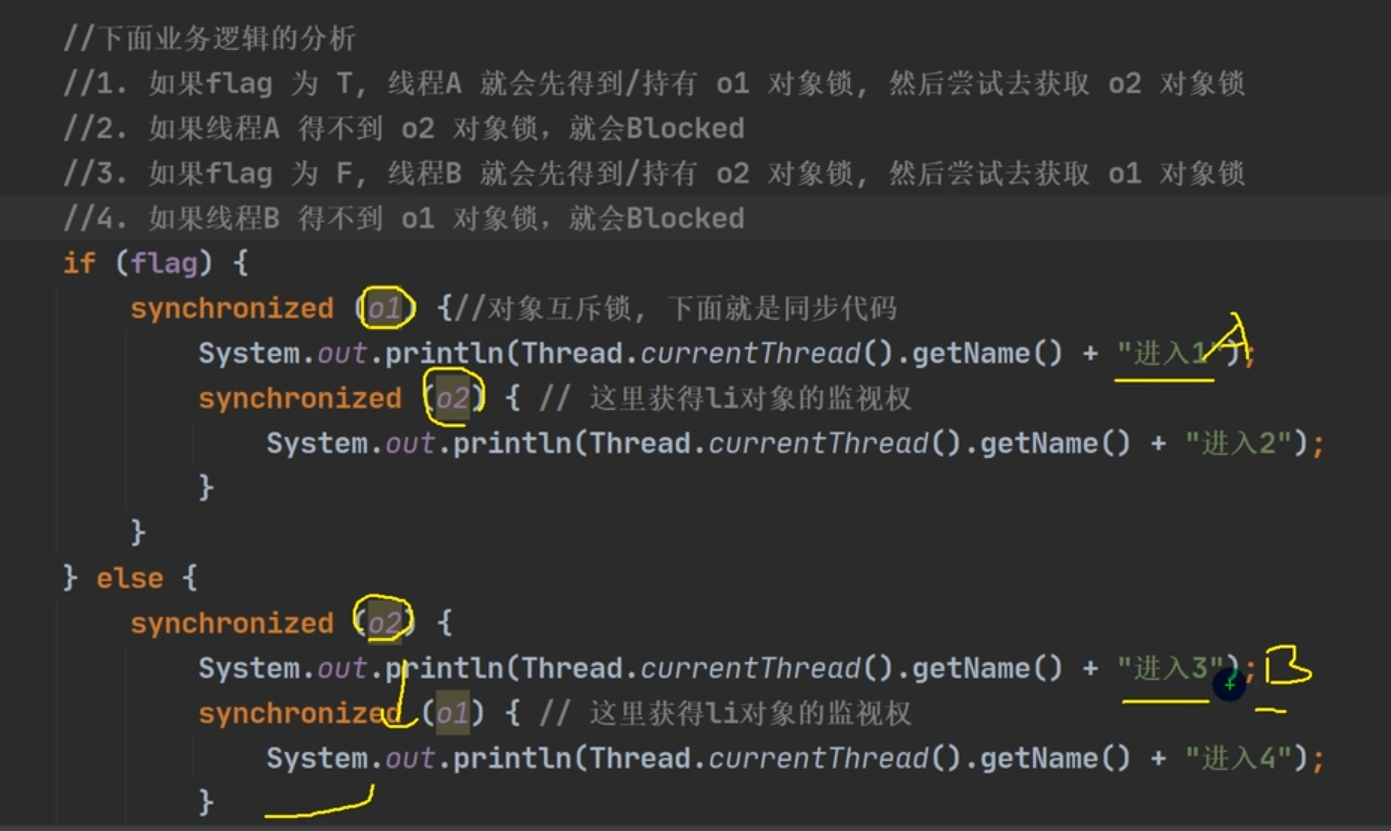 //下面业务逻辑的分析
//1. 如果flag 为 T, 线程A 就会先得到/持有 o1 对象锁, 然后尝试去获取 o2 对象锁
//2. 如果线程A 得不到 o2 对象锁，就会Blocked
//3. 如果flag 为 F, 线程B 就会先得到/持有 o2 对象锁, 然后尝试去获取 o1 对象锁
//4. 如果线程B 得不到 o1 对象锁，就会Blocked
if (flag) {
synchronized (o1) {//对象互斥锁, 下面就是同步代码
System.out.println(Thread.currentThread().getName() + "进入1"); A
synchronized (o2) { // 这里获得li对象的监视权
System.out.println(Thread.currentThread().getName() + "进入2");
}
}
} else {
synchronized (o2) {
System.out.println(Thread.currentThread().getName() + "进入3"); B
synchronized (o1) { // 这里获得li对象的监视权
System.out.println(Thread.currentThread().getName() + "进入4");
}